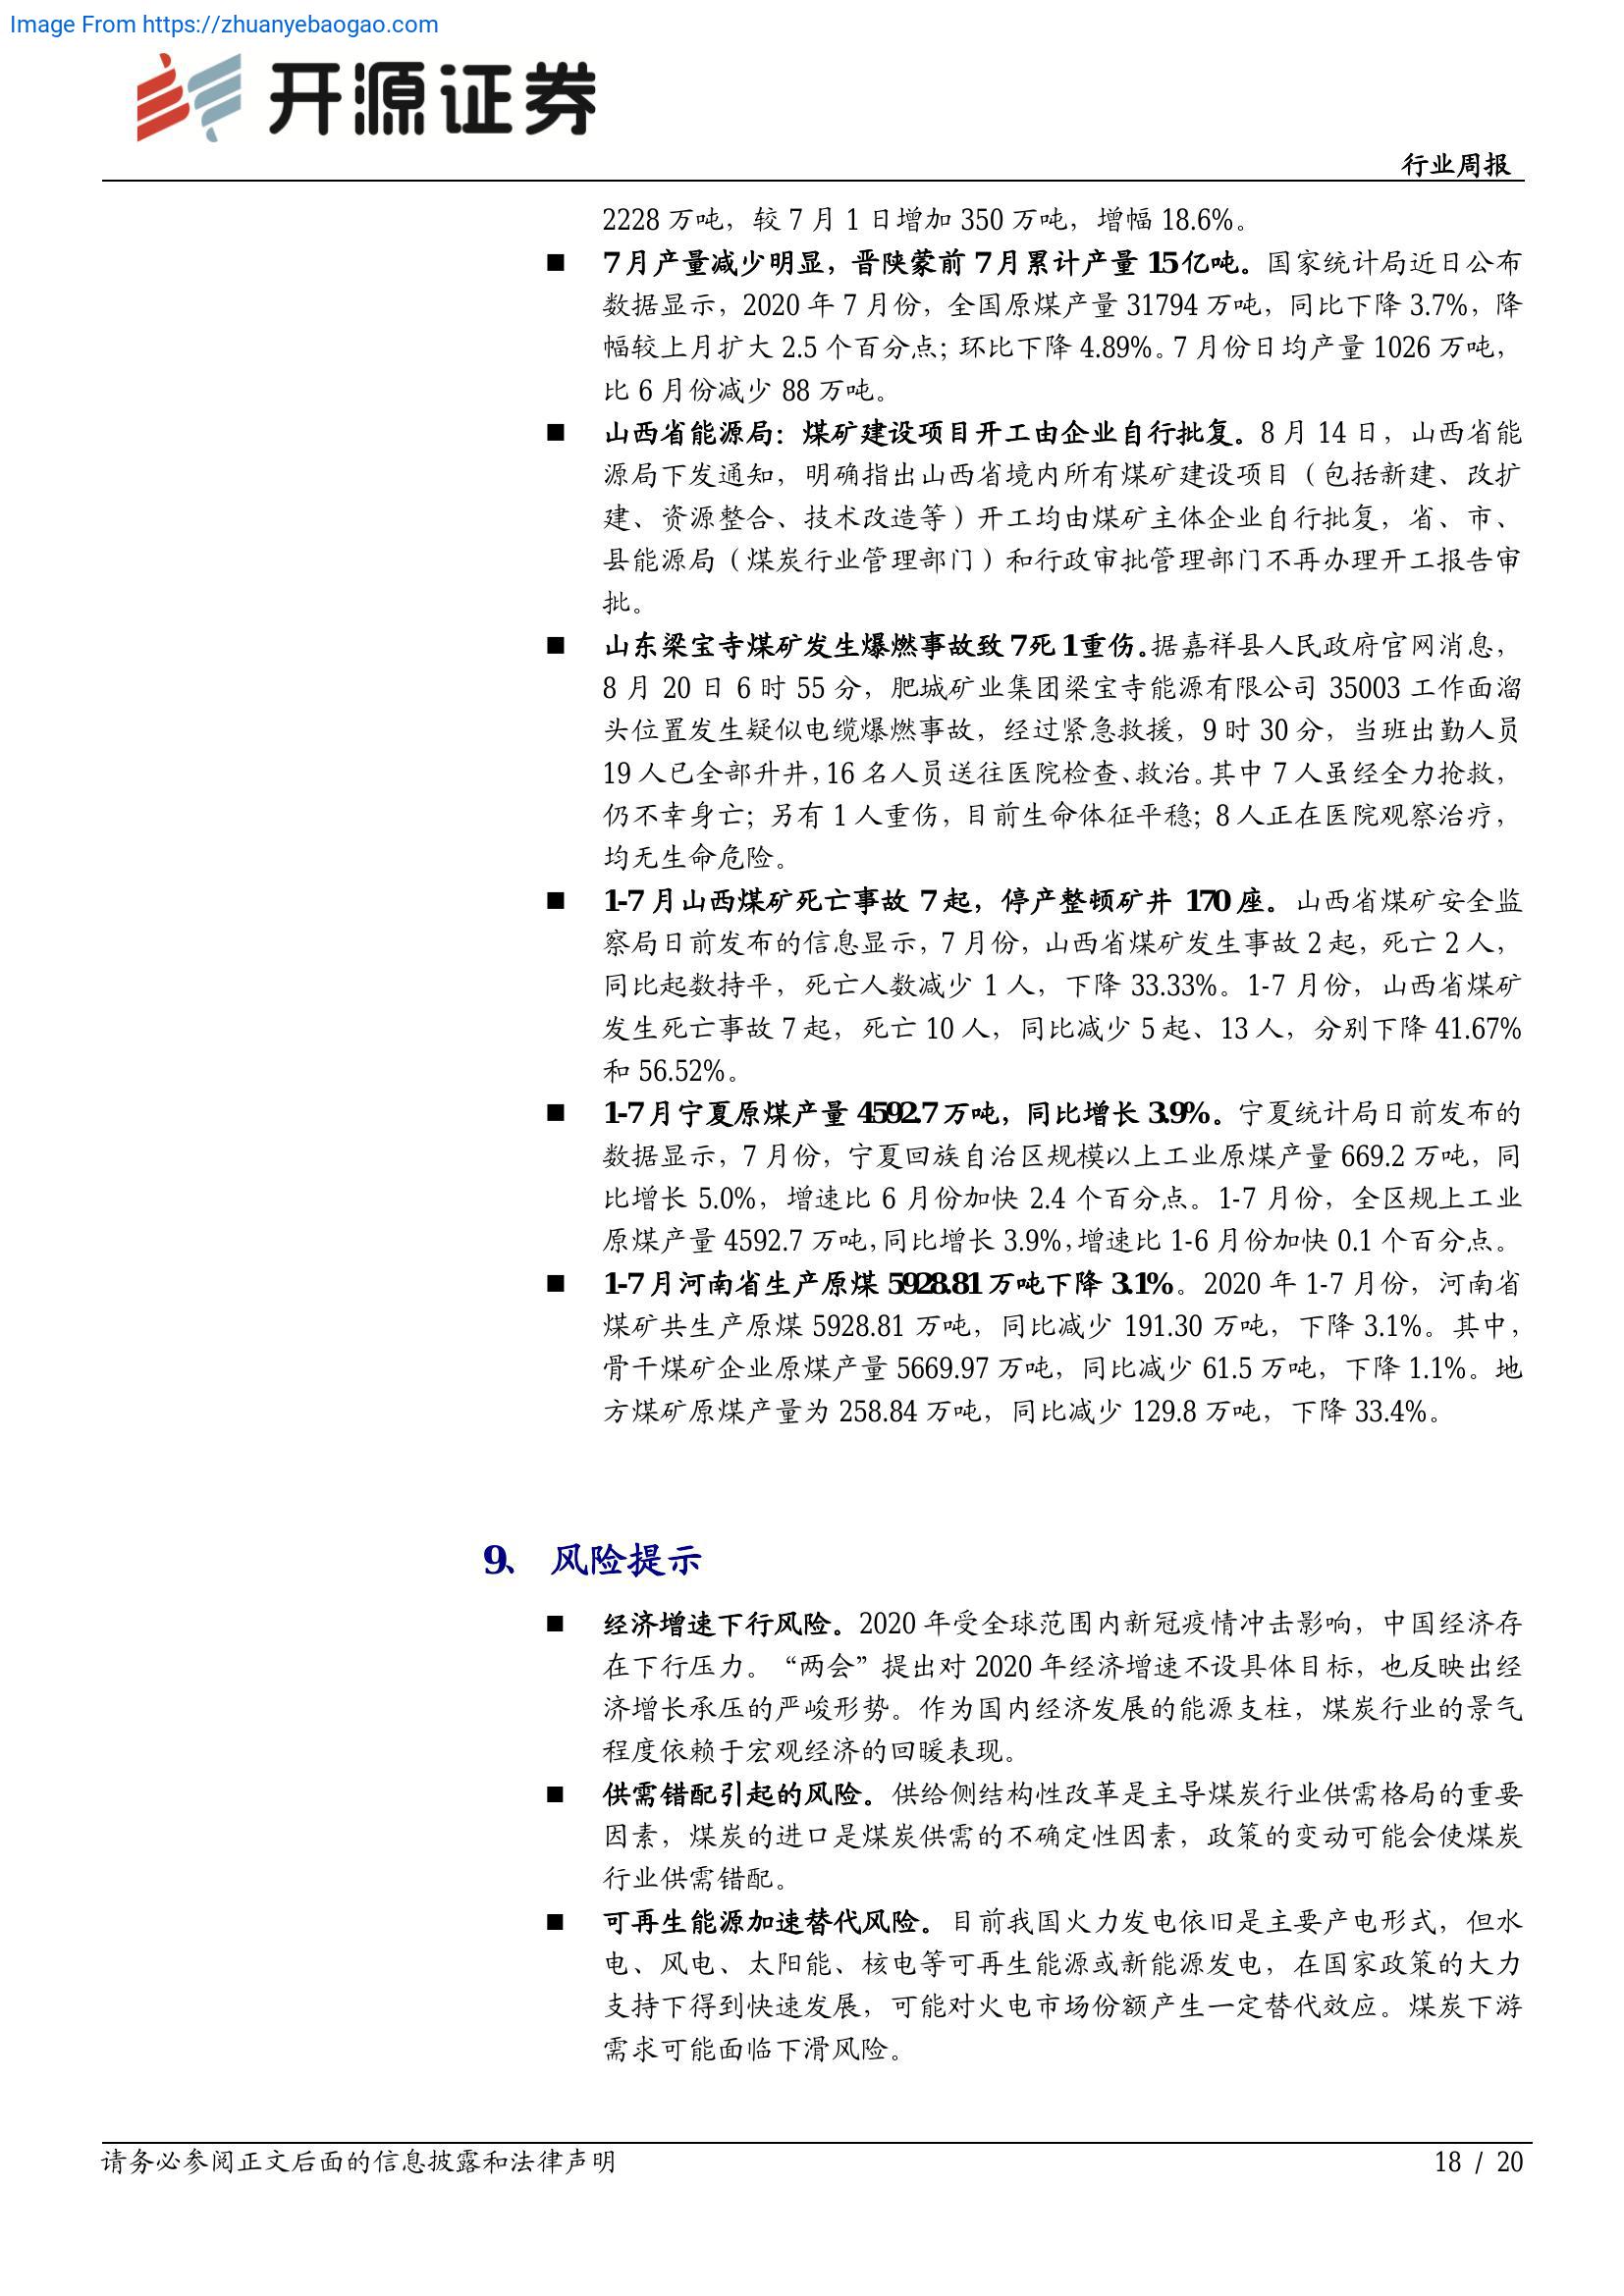 Image From https://zhuanyebaogao.com
开源证券
行业周报
2228 万吨，较 7 月 1 日增加 350 万吨，增幅 18.6%。
■ 7 月产量减少明显，晋陕蒙前 7 月累计产量 15 亿吨。国家统计局近日公布
数据显示，2020 年 7 月份，全国原煤产量 31794 万吨，同比下降 3.7%，降
幅较上月扩大 2.5 个百分点；环比下降 4.89%。7 月份日均产量 1026 万吨，
比 6 月份减少 88 万吨。
■ 山西省能源局：煤矿建设项目开工由企业自行批复。8 月 14 日，山西省能
源局下发通知，明确指出山西省境内所有煤矿建设项目（包括新建、改扩
建、资源整合、技术改造等）开工均由煤矿主体企业自行批复，省、市、
县能源局（煤炭行业管理部门）和行政审批管理部门不再办理开工报告审
批。
■ 山东梁宝寺煤矿发生爆燃事故致 7 死 1 重伤。据嘉祥县人民政府官网消息，
8 月 20 日 6 时 55 分，肥城矿业集团梁宝寺能源有限公司 35003 工作面溜
头位置发生疑似电缆爆燃事故，经过紧急救援，9 时 30 分，当班出勤人员
19 人已全部升井，16 名人员送往医院检查、救治。其中 7 人虽经全力抢救，
仍不幸身亡；另有 1 人重伤，目前生命体征平稳；8 人正在医院观察治疗，
均无生命危险。
■ 1-7 月山西煤矿死亡事故 7 起，停产整顿矿井 170 座。山西省煤矿安全监
察局日前发布的信息显示，7 月份，山西省煤矿发生事故 2 起，死亡 2 人，
同比起数持平，死亡人数减少 1 人，下降 33.33%。1-7 月份，山西省煤矿
发生死亡事故 7 起，死亡 10 人，同比减少 5 起、13 人，分别下降 41.67%
和 56.52%。
■ 1-7 月宁夏原煤产量 4592.7 万吨，同比增长 3.9%。宁夏统计局日前发布的
数据显示，7 月份，宁夏回族自治区规模以上工业原煤产量 669.2 万吨，同
比增长 5.0%，增速比 6 月份加快 2.4 个百分点。1-7 月份，全区规上工业
原煤产量 4592.7 万吨，同比增长 3.9%，增速比 1-6 月份加快 0.1 个百分点。
■ 1-7 月河南省生产原煤 5928.81 万吨下降 3.1%。2020 年 1-7 月份，河南省
煤矿共生产原煤 5928.81 万吨，同比减少 191.30 万吨，下降 3.1%。其中，
骨干煤矿企业原煤产量 5669.97 万吨，同比减少 61.5 万吨，下降 1.1%。地
方煤矿原煤产量为 258.84 万吨，同比减少 129.8 万吨，下降 33.4%。
9、 风险提示
■ 经济增速下行风险。2020 年受全球范围内新冠疫情冲击影响，中国经济存
在下行压力。“两会”提出对 2020 年经济增速不设具体目标，也反映出经
济增长承压的严峻形势。作为国内经济发展的能源支柱，煤炭行业的景气
程度依赖于宏观经济的回暖表现。
■ 供需错配引起的风险。供给侧结构性改革是主导煤炭行业供需格局的重要
因素，煤炭的进口是煤炭供需的不确定性因素，政策的变动可能会使煤炭
行业供需错配。
■ 可再生能源加速替代风险。目前我国火力发电依旧是主要产电形式，但水
电、风电、太阳能、核电等可再生能源或新能源发电，在国家政策的大力
支持下得到快速发展，可能对火电市场份额产生一定替代效应。煤炭下游
需求可能面临下滑风险。
请务必参阅正文后面的信息披露和法律声明
18 / 20